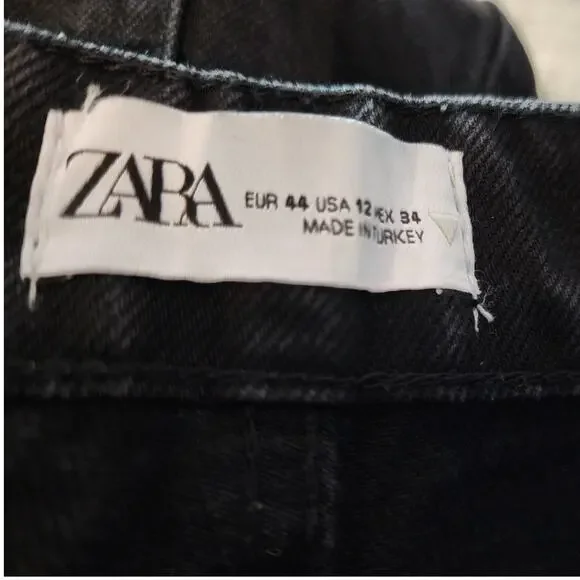 ZARA
EUR 44 USA 12 MEX 34
MADE IN TURKEY